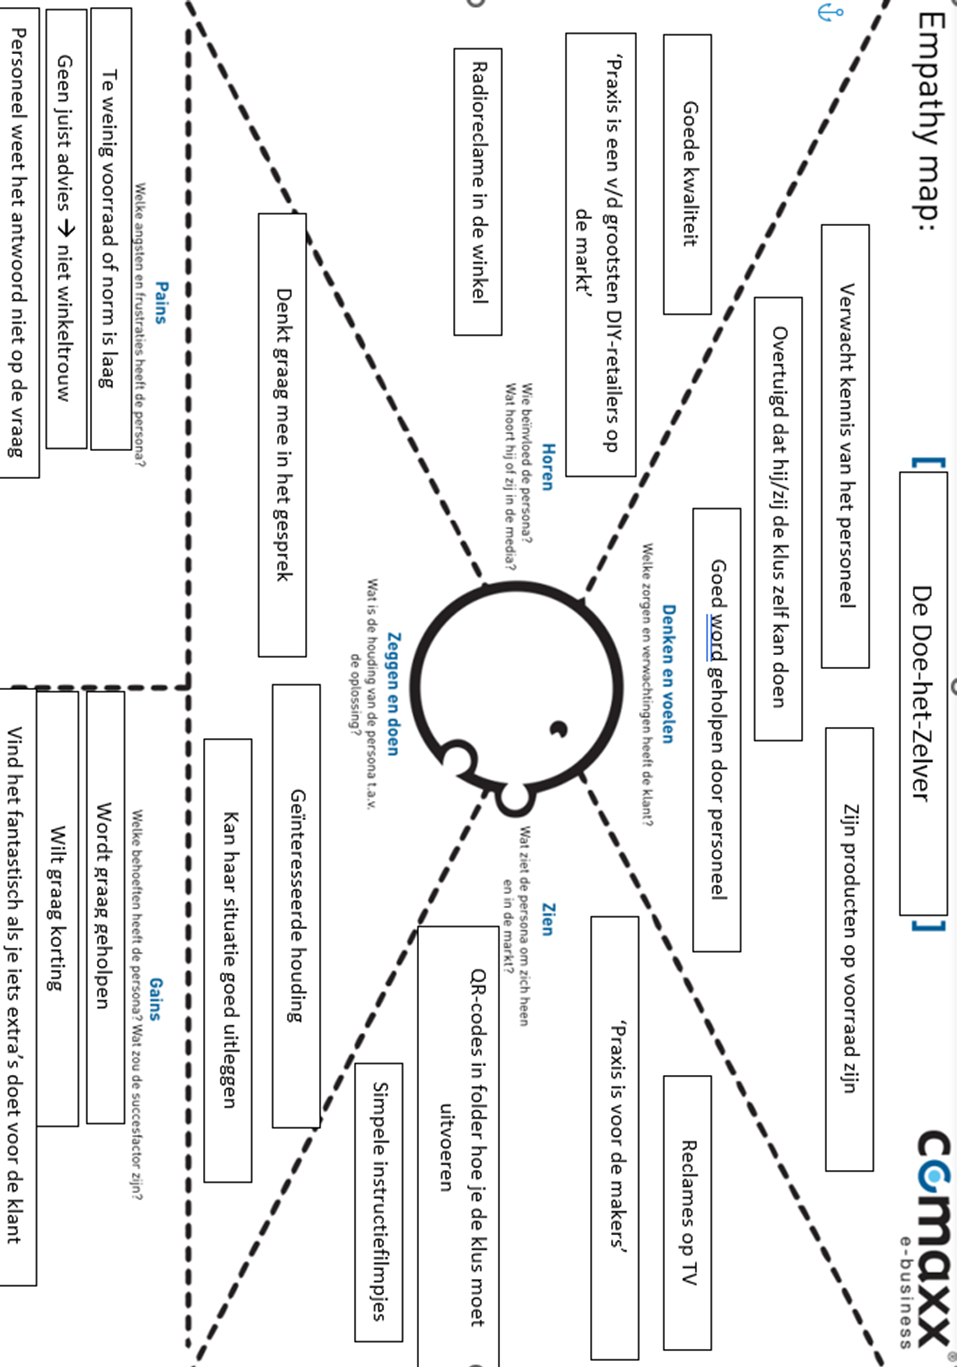 Empathy map:
[ De Doe-het-Zelver ]
comaxx®
e-business
Verwacht kennis van het personeel
Zijn producten op voorraad zijn
Overtuigd dat hij/zij de klus zelf kan doen
Goed word geholpen door personeel
Denken en voelen
Welke zorgen en verwachtingen heeft de klant?
Goede kwaliteit
‘Praxis is een v/d grootsten DIY-retailers op
de markt’
Radioreclame in de winkel
Horen
Wie beïnvloed de persona?
Wat hoort hij of zij in de media?
Reclames op TV
‘Praxis is voor de makers’
Zien
Wat ziet de persona om zich heen
en in de markt?
QR-codes in folder hoe je de klus moet
uitvoeren
Simpele instructiefilmpjes
Zeggen en doen
Wat is de houding van de persona t.a.v.
de oplossing?
Denkt graag mee in het gesprek
Geïnteresseerde houding
Kan haar situatie goed uitleggen
Pains
Welke angsten en frustraties heeft de persona?
Te weinig voorraad of norm is laag
Geen juist advies → niet winkeltrouw
Personeel weet het antwoord niet op de vraag
Gains
Welke behoeften heeft de persona? Wat zou de succesfactor zijn?
Wordt graag geholpen
Wilt graag korting
Vind het fantastisch als je iets extra’s doet voor de klant